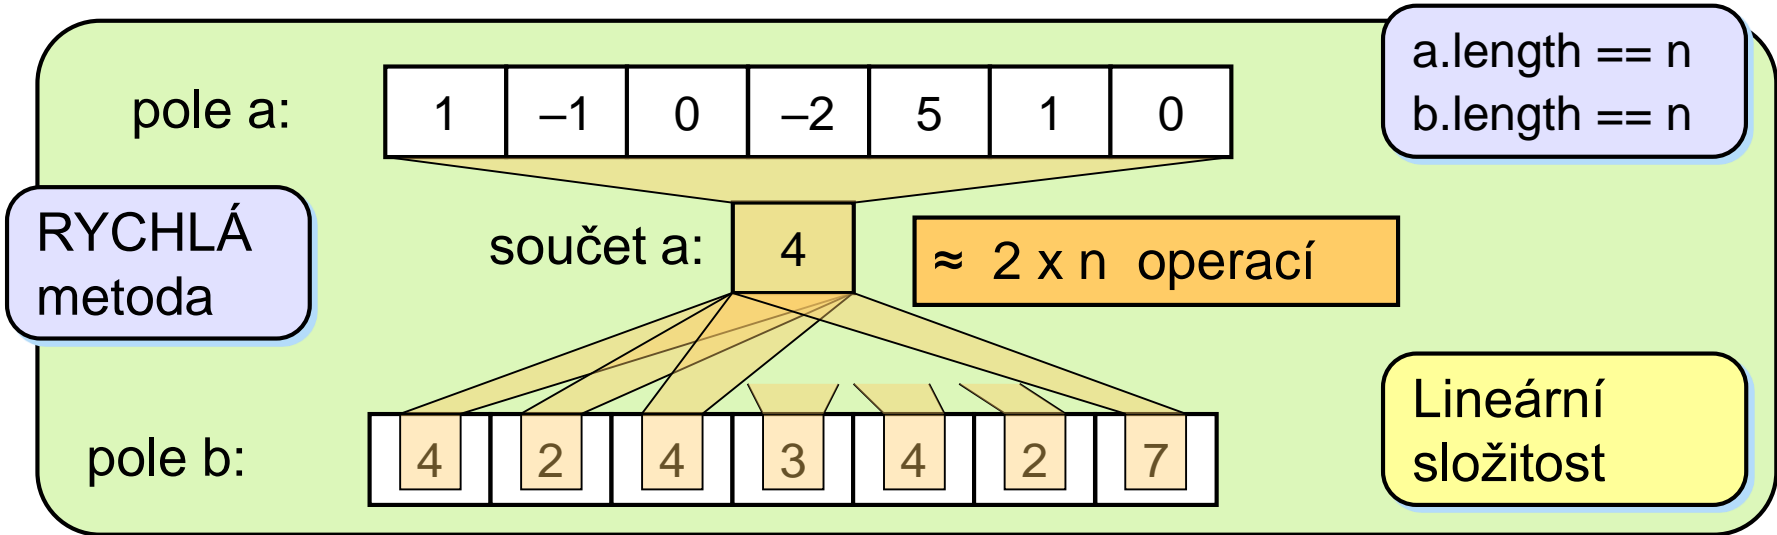 a.length == n
b.length == n
pole a: 1 –1 0 –2 5 1 0
RYCHLÁ
metoda
součet a: 4
≈ 2 x n operací
pole b: 4 2 4 3 4 2 7
Lineární
složitost